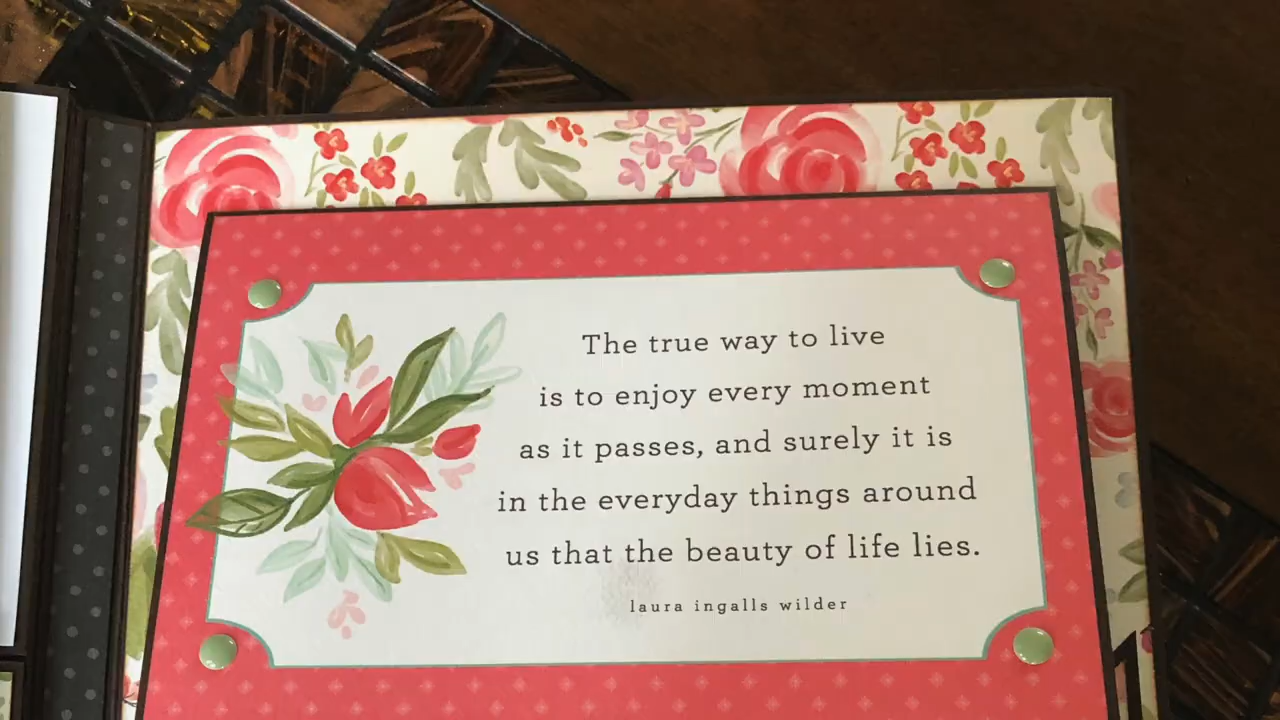 The true way to live
is to enjoy every moment
as it passes, and surely it is
in the everyday things around
us that the beauty of life lies.
laura ingalls wilder